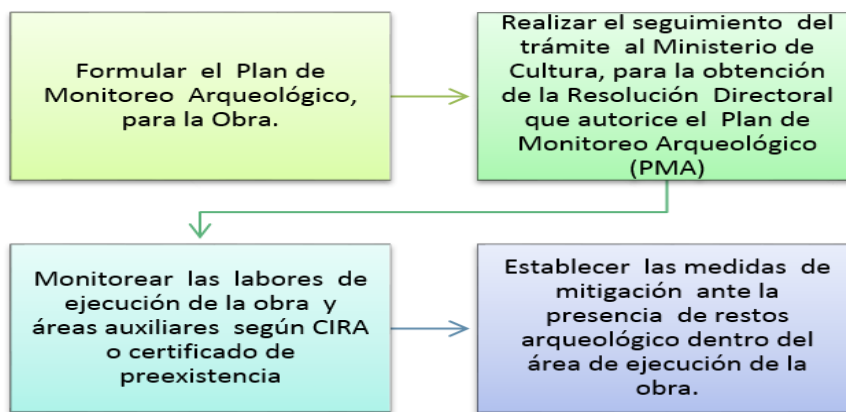 Formular el Plan de
Monitoreo Arqueológico,
para la Obra.
Realizar el seguimiento del
trámite al Ministerio de
Cultura, para la obtención
de la Resolución Directoral
que autorice el Plan de
Monitoreo Arqueológico
(PMA)
Monitorear las labores de
ejecución de la obra y
áreas auxiliares según CIRA
o certificado de
preexistencia
Establecer las medidas de
mitigación ante la
presencia de restos
arqueológico dentro del
área de ejecución de la
obra.